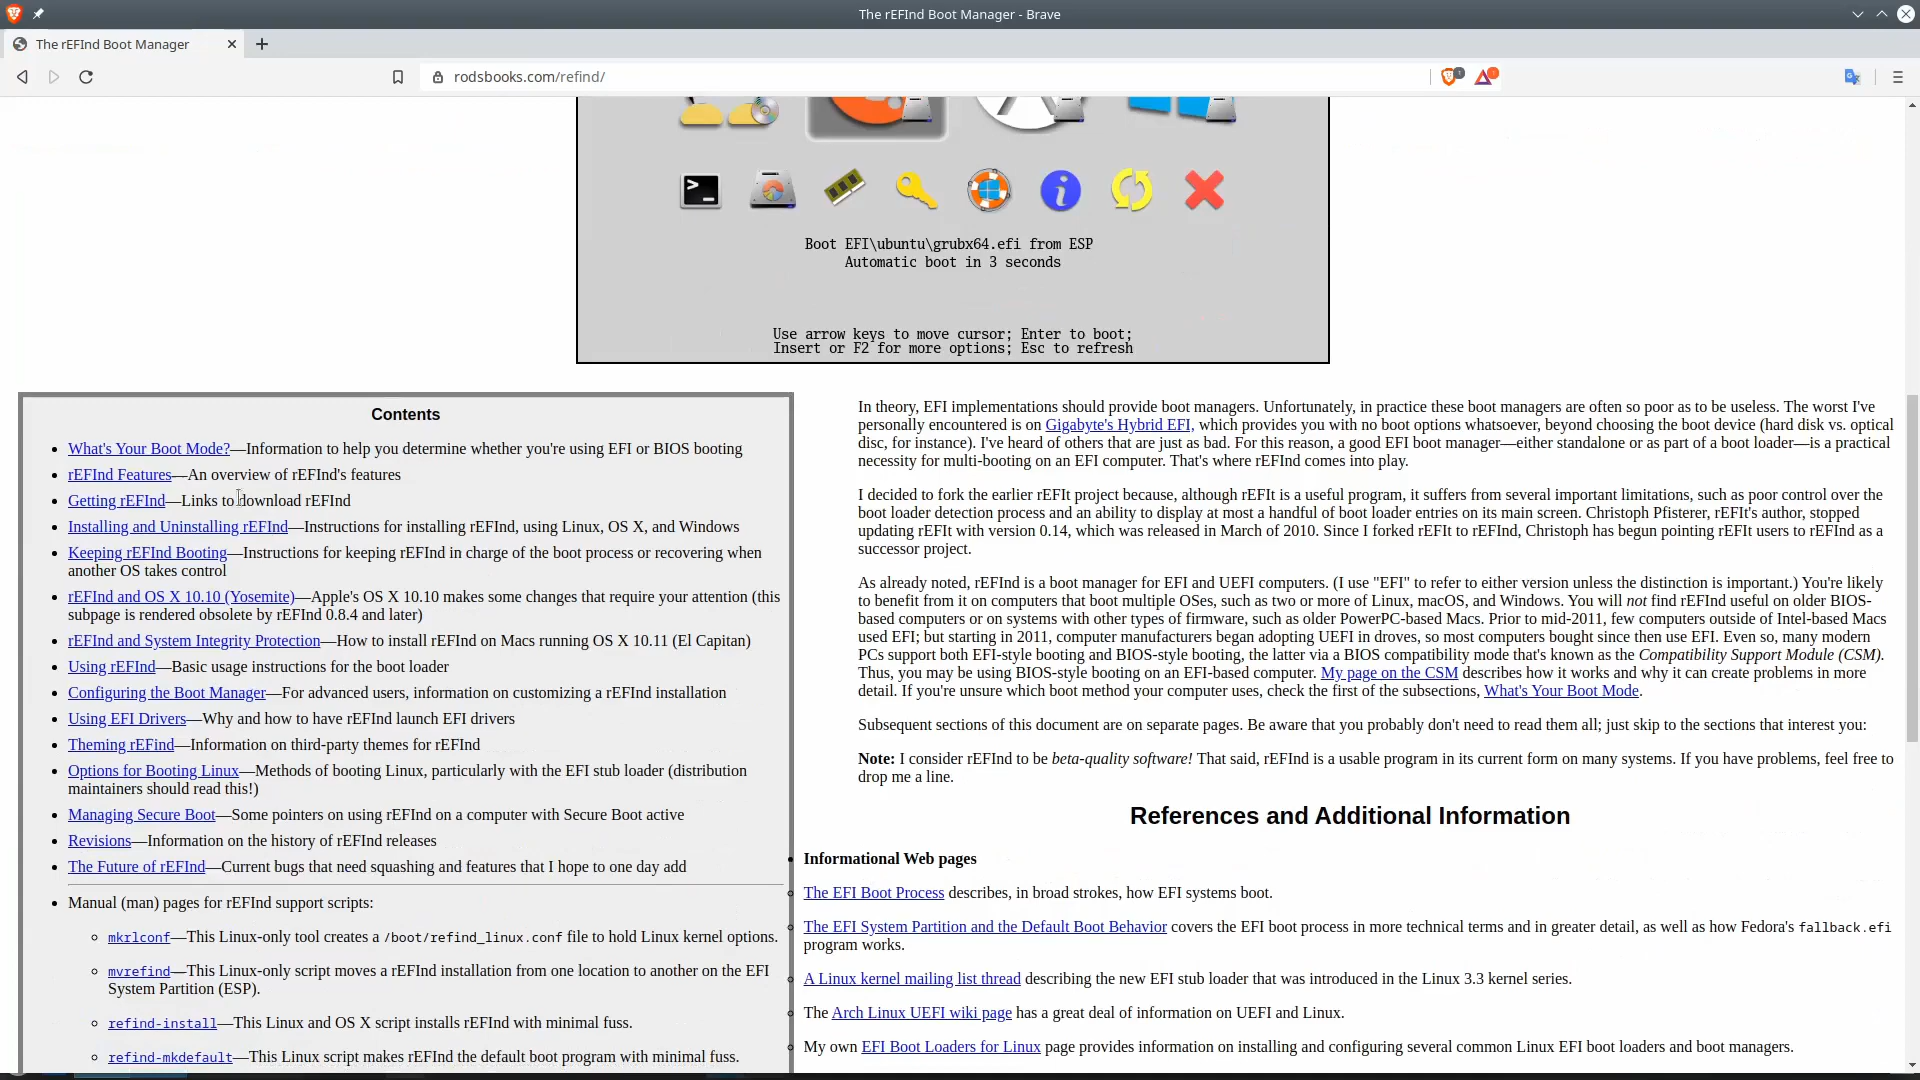 The rEFInd Boot Manager - Brave
The rEFInd Boot Manager
rodsbooks.com/refind/
Boot EFI\ubuntu\grubx64.efi from ESP
Automatic boot in 3 seconds
Use arrow keys to move cursor; Enter to boot;
Insert or F2 for more options; Esc to refresh
Contents
What's Your Boot Mode?—Information to help you determine whether you're using EFI or BIOS booting
rEFInd Features—An overview of rEFInd's features
Getting rEFInd—Links to download rEFInd
Installing and Uninstalling rEFInd—Instructions for installing rEFInd, using Linux, OS X, and Windows
Keeping rEFInd Booting—Instructions for keeping rEFInd in charge of the boot process or recovering when
another OS takes control
rEFInd and OS X 10.10 (Yosemite)—Apple's OS X 10.10 makes some changes that require your attention (this
subpage is rendered obsolete by rEFInd 0.8.4 and later)
rEFInd and System Integrity Protection—How to install rEFInd on Macs running OS X 10.11 (El Capitan)
Using rEFInd—Basic usage instructions for the boot loader
Configuring the Boot Manager—For advanced users, information on customizing a rEFInd installation
Using EFI Drivers—Why and how to have rEFInd launch EFI drivers
Theming rEFind—Information on third-party themes for rEFInd
Options for Booting Linux—Methods of booting Linux, particularly with the EFI stub loader (distribution
maintainers should read this!)
Managing Secure Boot—Some pointers on using rEFInd on a computer with Secure Boot active
Revisions—Information on the history of rEFInd releases
The Future of rEFInd—Current bugs that need squashing and features that I hope to one day add
Manual (man) pages for rEFInd support scripts:
mkrlconf—This Linux-only tool creates a /boot/refind_linux.conf file to hold Linux kernel options.
mvrefind—This Linux-only script moves a rEFInd installation from one location to another on the EFI
System Partition (ESP).
refind-install—This Linux and OS X script installs rEFInd with minimal fuss.
refind-mkdefault—This Linux script makes rEFInd the default boot program with minimal fuss.
In theory, EFI implementations should provide boot managers. Unfortunately, in practice these boot managers are often so poor as to be useless. The worst I've
personally encountered is on Gigabyte's Hybrid EFI, which provides you with no boot options whatsoever, beyond choosing the boot device (hard disk vs. optical
disc, for instance). I've heard of others that are just as bad. For this reason, a good EFI boot manager—either standalone or as part of a boot loader—is a practical
necessity for multi-booting on an EFI computer. That's where rEFInd comes into play.
I decided to fork the earlier rEFIt project because, although rEFIt is a useful program, it suffers from several important limitations, such as poor control over the
boot loader detection process and an ability to display at most a handful of boot loader entries on its main screen. Christoph Pfisterer, rEFIt's author, stopped
updating rEFIt with version 0.14, which was released in March of 2010. Since I forked rEFIt to rEFInd, Christoph has begun pointing rEFIt users to rEFInd as a
successor project.
As already noted, rEFInd is a boot manager for EFI and UEFI computers. (I use "EFI" to refer to either version unless the distinction is important.) You're likely
to benefit from it on computers that boot multiple OSes, such as two or more of Linux, macOS, and Windows. You will not find rEFInd useful on older BIOS-
based computers or on systems with other types of firmware, such as older PowerPC-based Macs. Prior to mid-2011, few computers outside of Intel-based Macs
used EFI; but starting in 2011, computer manufacturers began adopting UEFI in droves, so most computers bought since then use EFI. Even so, many modern
PCs support both EFI-style booting and BIOS-style booting, the latter via a BIOS compatibility mode that's known as the Compatibility Support Module (CSM).
Thus, you may be using BIOS-style booting on an EFI-based computer. My page on the CSM describes how it works and why it can create problems in more
detail. If you're unsure which boot method your computer uses, check the first of the subsections, What's Your Boot Mode.
Subsequent sections of this document are on separate pages. Be aware that you probably don't need to read them all; just skip to the sections that interest you:
Note: I consider rEFInd to be beta-quality software! That said, rEFInd is a usable program in its current form on many systems. If you have problems, feel free to
drop me a line.
References and Additional Information
Informational Web pages
The EFI Boot Process describes, in broad strokes, how EFI systems boot.
The EFI System Partition and the Default Boot Behavior covers the EFI boot process in more technical terms and in greater detail, as well as how Fedora's fallback.efi
program works.
A Linux kernel mailing list thread describing the new EFI stub loader that was introduced in the Linux 3.3 kernel series.
The Arch Linux UEFI wiki page has a great deal of information on UEFI and Linux.
My own EFI Boot Loaders for Linux page provides information on installing and configuring several common Linux EFI boot loaders and boot managers.